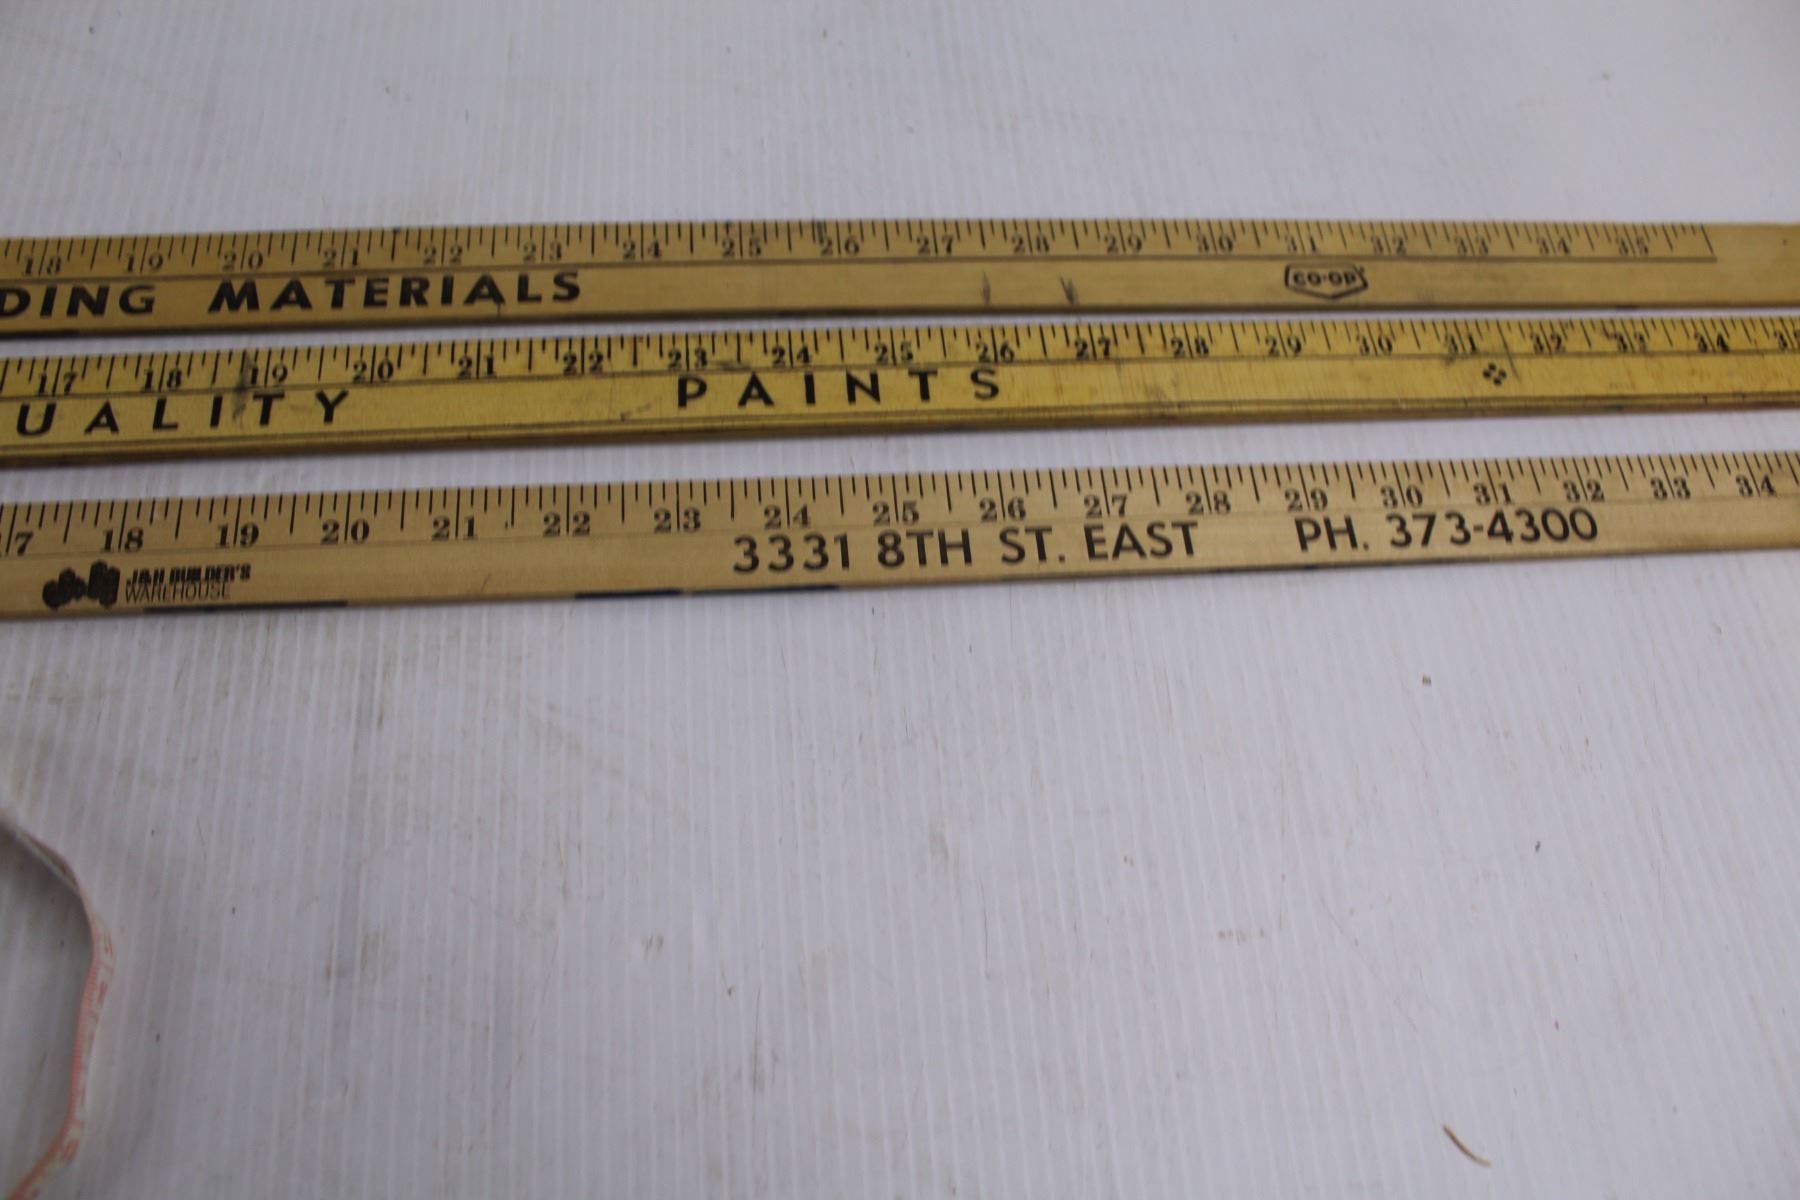 18 19 20 21 22 23 24 25 26 27 28 29 30 31 32 33 34 35
DING MATERIALS CO-OP
17 18 19 20 21 22 23 24 25 26 27 28 29 30 31 32 33 34 35
UALITY PAINTS
17 18 19 20 21 22 23 24 25 26 27 28 29 30 31 32 33 34
3331 8TH ST. EAST PH. 373-4300
J&H BUILDER'S
WAREHOUSE